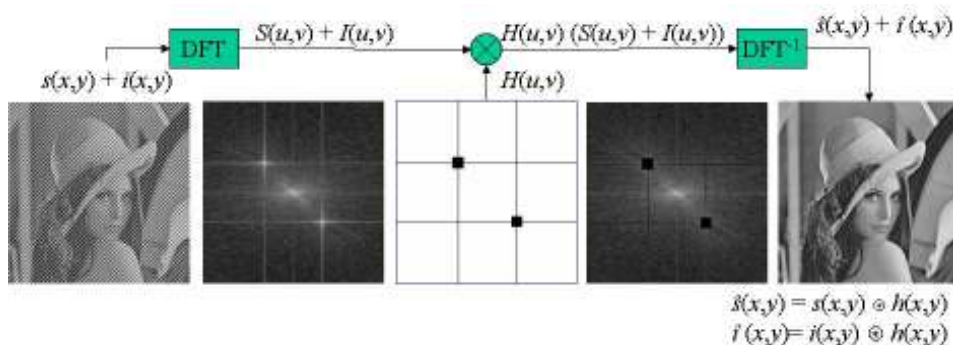 DFT
S(u,v) + I(u,v)
H(u,v) (S(u,v) + I(u,v))
DFT⁻¹
ŝ(x,y) + î(x,y)
s(x,y) + i(x,y)
H(u,v)
ŝ(x,y) = s(x,y) ⊛ h(x,y)
î(x,y) = i(x,y) ⊛ h(x,y)